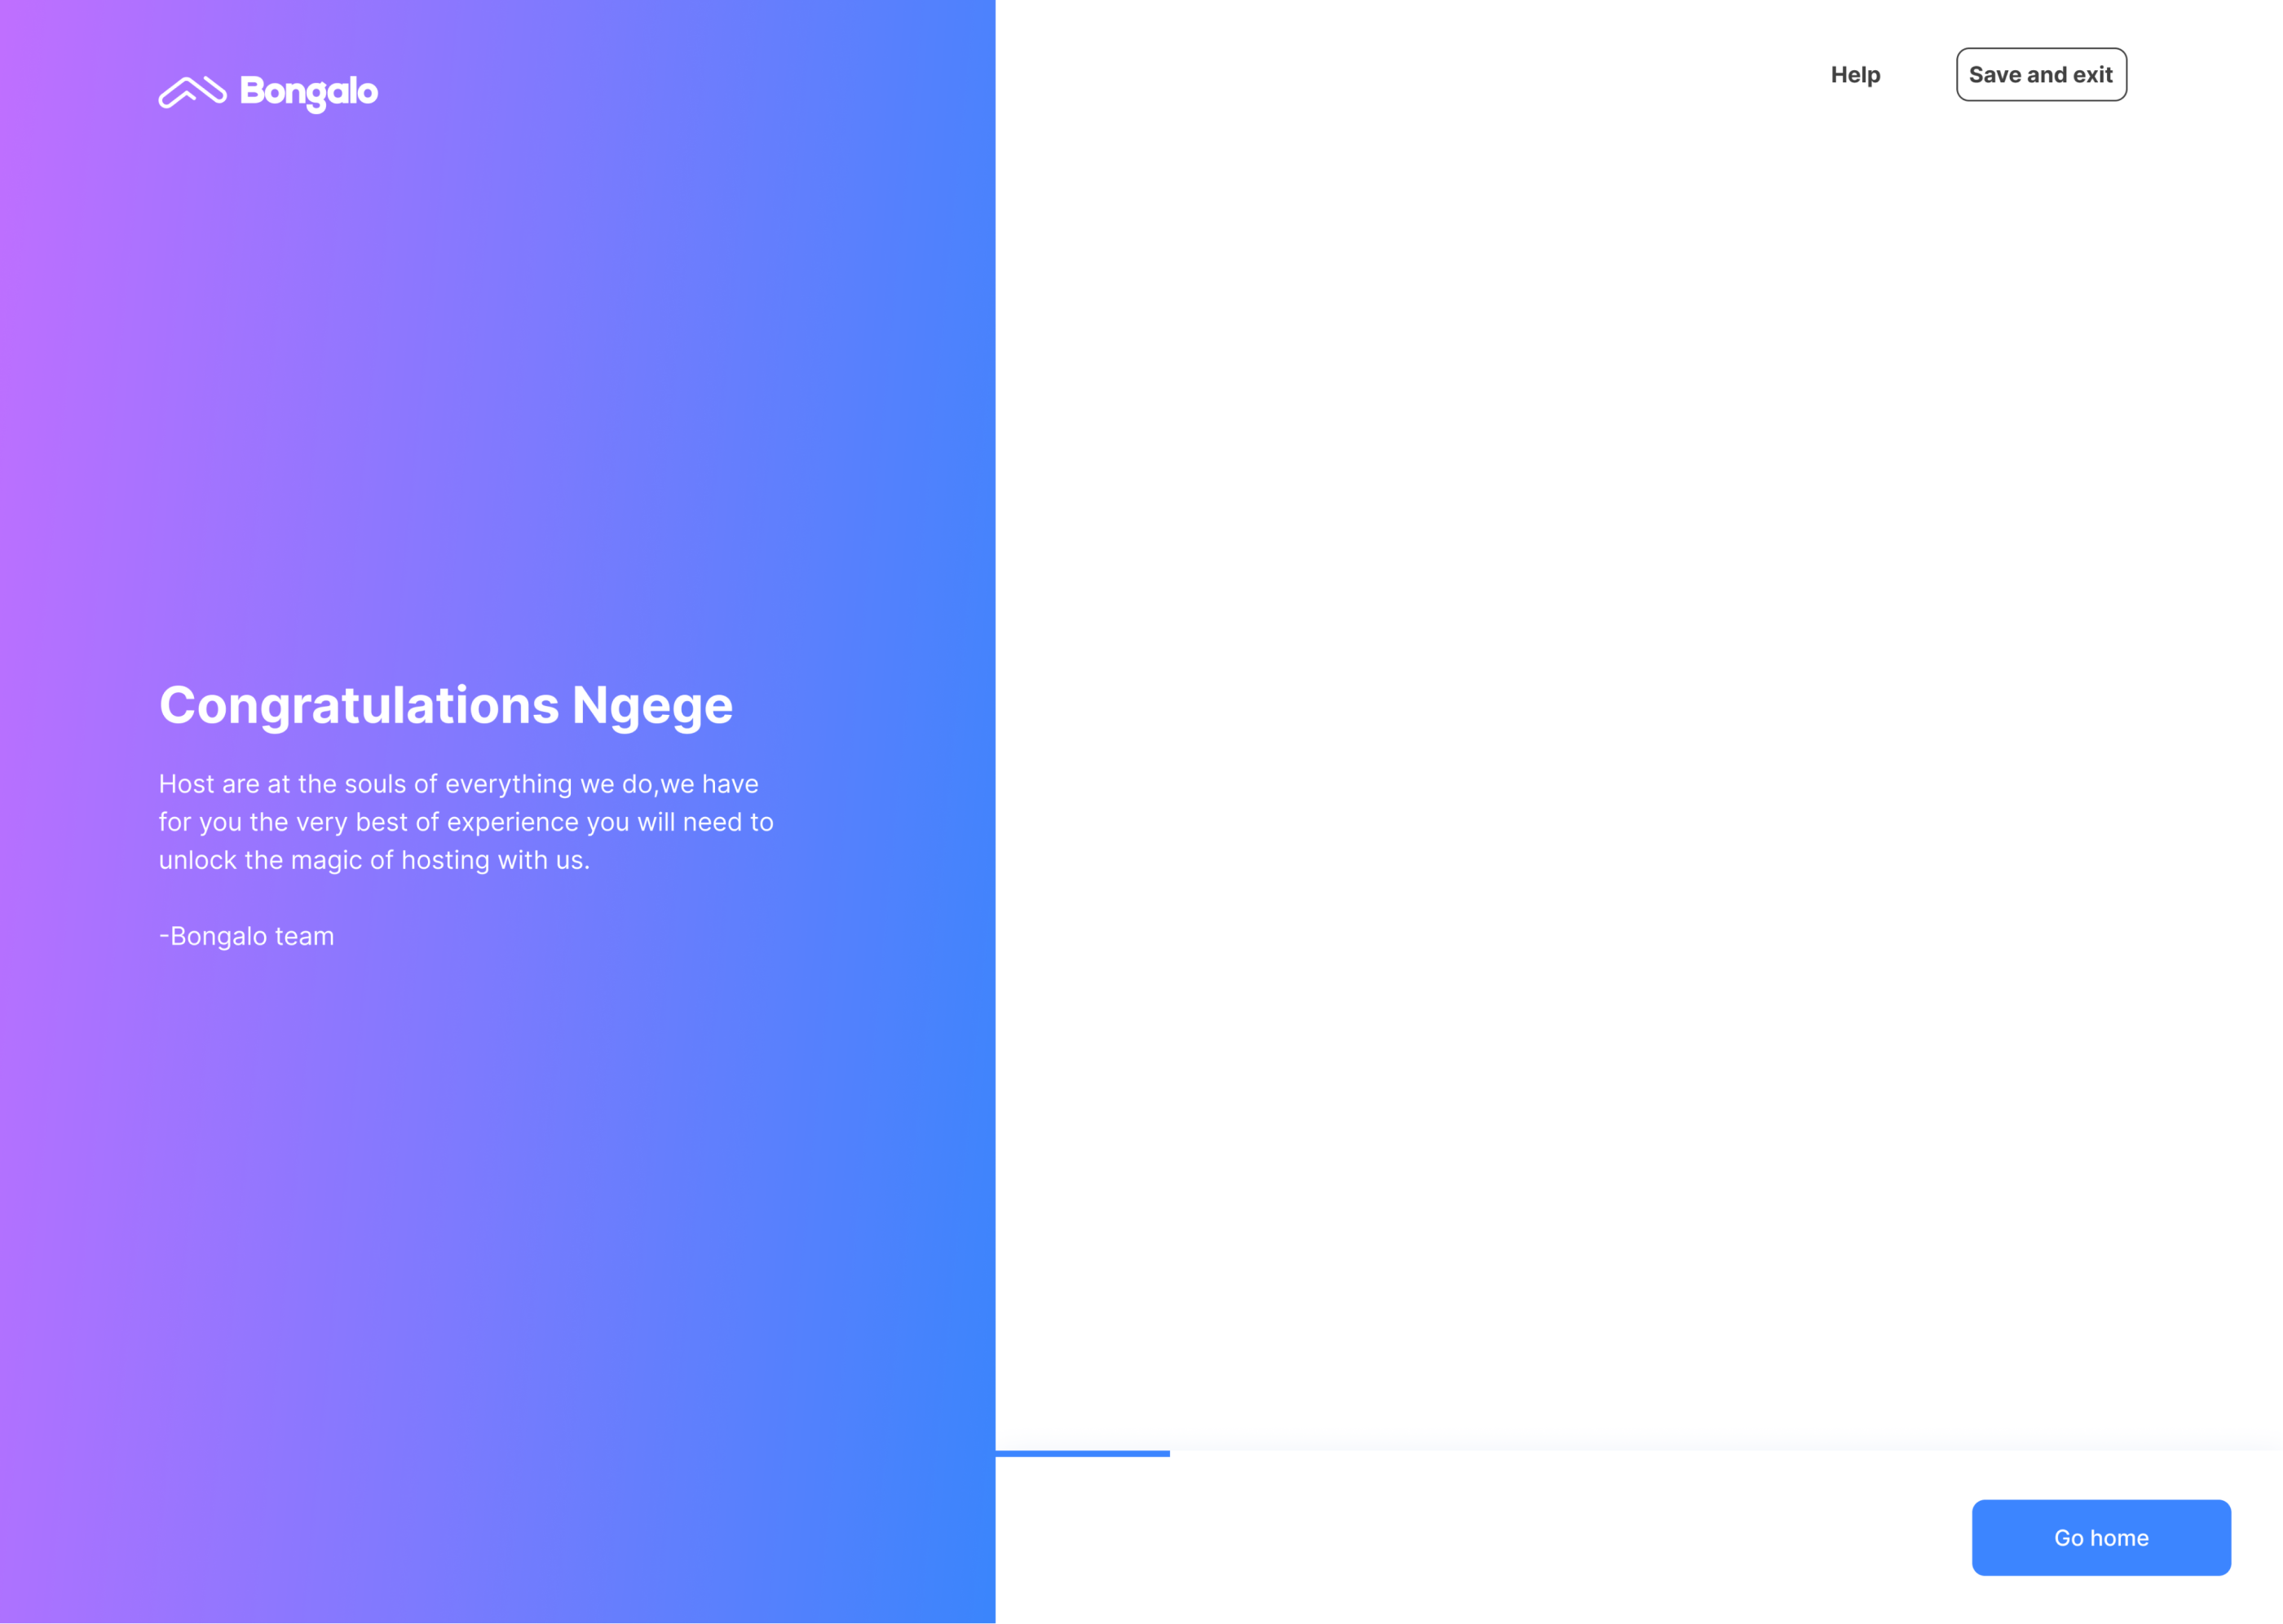 Bongalo
Help
Save and exit
Congratulations Ngege
Host are at the souls of everything we do,we have
for you the very best of experience you will need to
unlock the magic of hosting with us.
-Bongalo team
Go home